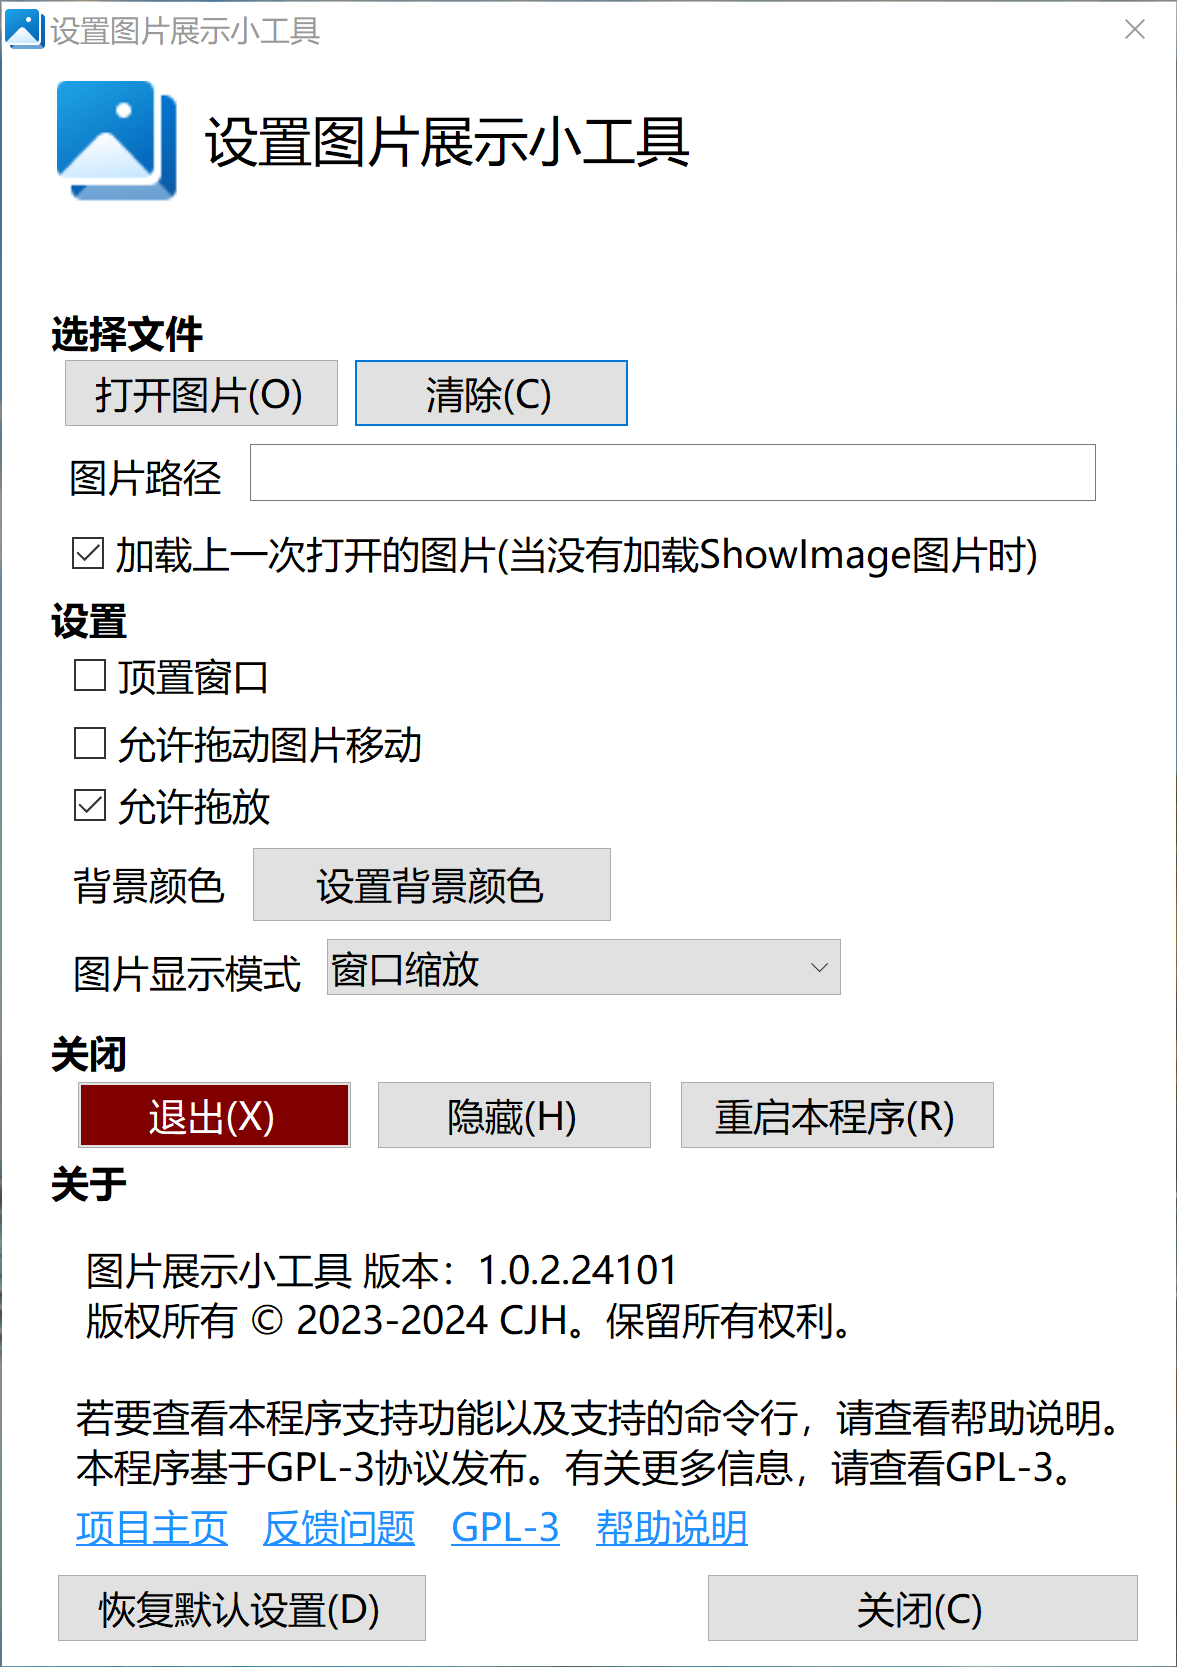 设置图片展示小工具
设置图片展示小工具
选择文件
打开图片(O) 清除(C)
图片路径
加载上一次打开的图片(当没有加载ShowImage图片时)
设置
顶置窗口
允许拖动图片移动
允许拖放
背景颜色 设置背景颜色
图片显示模式 窗口缩放
关闭
退出(X) 隐藏(H) 重启本程序(R)
关于
图片展示小工具 版本：1.0.2.24101
版权所有 © 2023-2024 CJH。保留所有权利。
若要查看本程序支持功能以及支持的命令行，请查看帮助说明。
本程序基于GPL-3协议发布。有关更多信息，请查看GPL-3。
项目主页 反馈问题 GPL-3 帮助说明
恢复默认设置(D) 关闭(C)